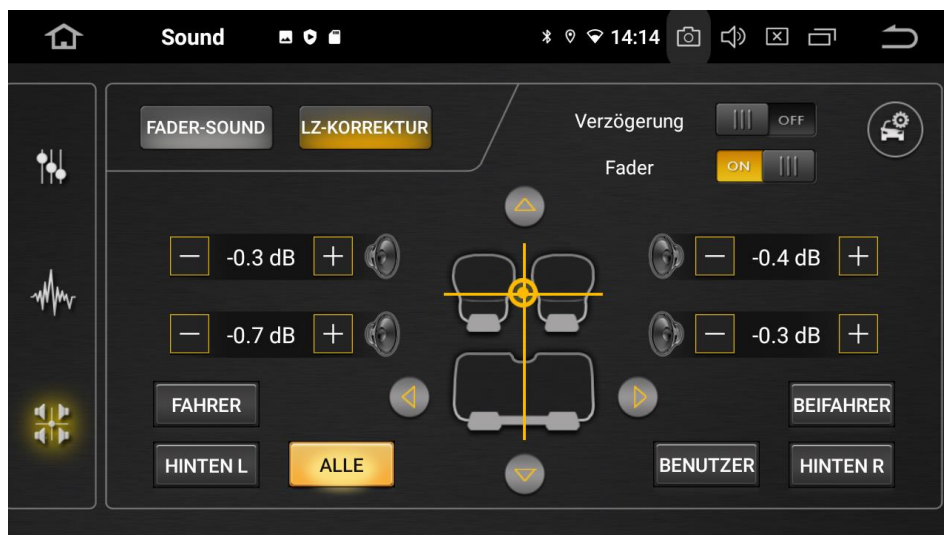 Sound 14:14
FADER-SOUND LZ-KORREKTUR Verzögerung OFF
Fader ON
-0.3 dB + -0.4 dB +
-0.7 dB + -0.3 dB +
FAHRER BEIFAHRER
HINTEN L ALLE BENUTZER HINTEN R